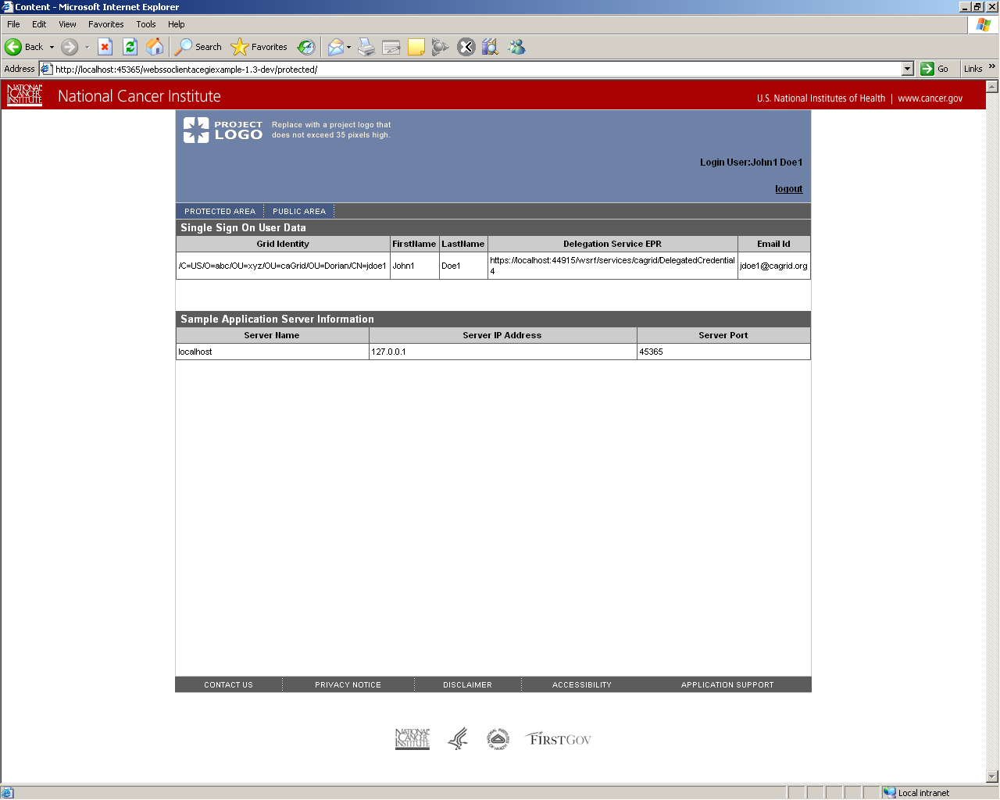 Content - Microsoft Internet Explorer
File Edit View Favorites Tools Help
Back Search Favorites
Address http://localhost:45365/webssoclientacegiexample-1.3-dev/protected/ Go Links »
NATIONAL CANCER INSTITUTE National Cancer Institute U.S. National Institutes of Health | www.cancer.gov
PROJECT LOGO Replace with a project logo that
does not exceed 35 pixels high.
Login User:John1 Doe1
logout
PROTECTED AREA PUBLIC AREA
Single Sign On User Data
Grid Identity FirstName LastName Delegation Service EPR Email Id
/C=US/O=abc/OU=xyz/OU=caGrid/OU=Dorian/CN=jdoe1 John1 Doe1 https://localhost:44915/wsrf/services/cagrid/DelegatedCredential jdoe1@cagrid.org
4
Sample Application Server Information
Server Name Server IP Address Server Port
localhost 127.0.0.1 45365
CONTACT US PRIVACY NOTICE DISCLAIMER ACCESSIBILITY APPLICATION SUPPORT
NATIONAL CANCER INSTITUTE NATIONAL INSTITUTES OF HEALTH FIRSTGOV
Local intranet